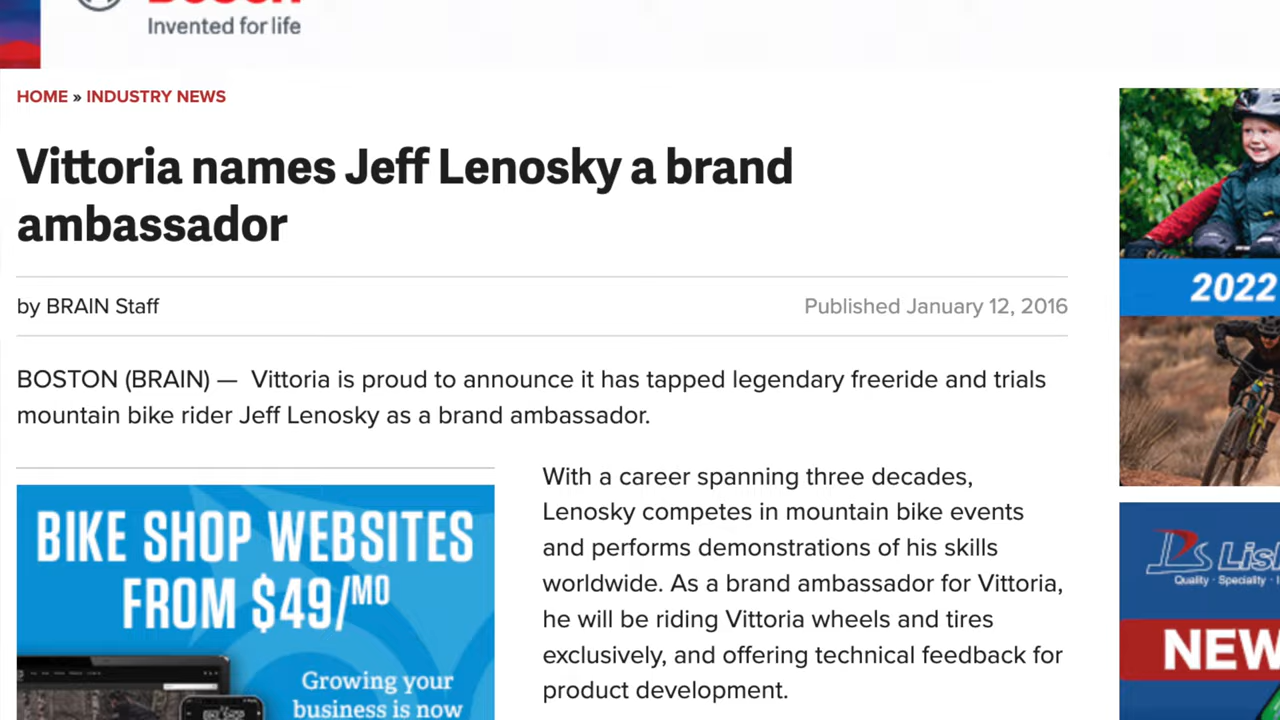 Invented for life
HOME » INDUSTRY NEWS
Vittoria names Jeff Lenosky a brand
ambassador
by BRAIN Staff
Published January 12, 2016
BOSTON (BRAIN) — Vittoria is proud to announce it has tapped legendary freeride and trials
mountain bike rider Jeff Lenosky as a brand ambassador.
BIKE SHOP WEBSITES
FROM $49/MO
Growing your
business is now
With a career spanning three decades,
Lenosky competes in mountain bike events
and performs demonstrations of his skills
worldwide. As a brand ambassador for Vittoria,
he will be riding Vittoria wheels and tires
exclusively, and offering technical feedback for
product development.
2022
Quality · Speciality ·
NEW